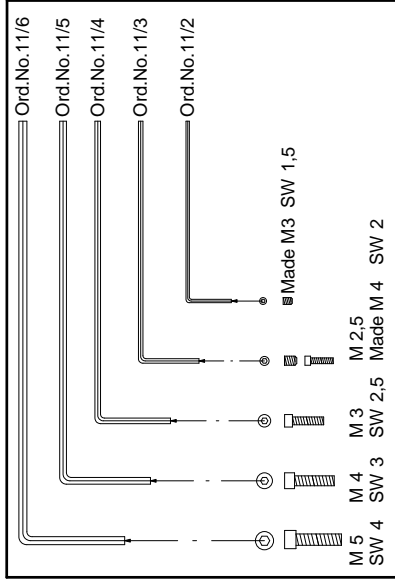 Ord.No.11/6
Ord.No.11/5
Ord.No.11/4
Ord.No.11/3
Ord.No.11/2
Made M3 SW 1,5
M 2,5
Made M 4 SW 2
M 3
SW 2,5
M 4
SW 3
M 5
SW 4